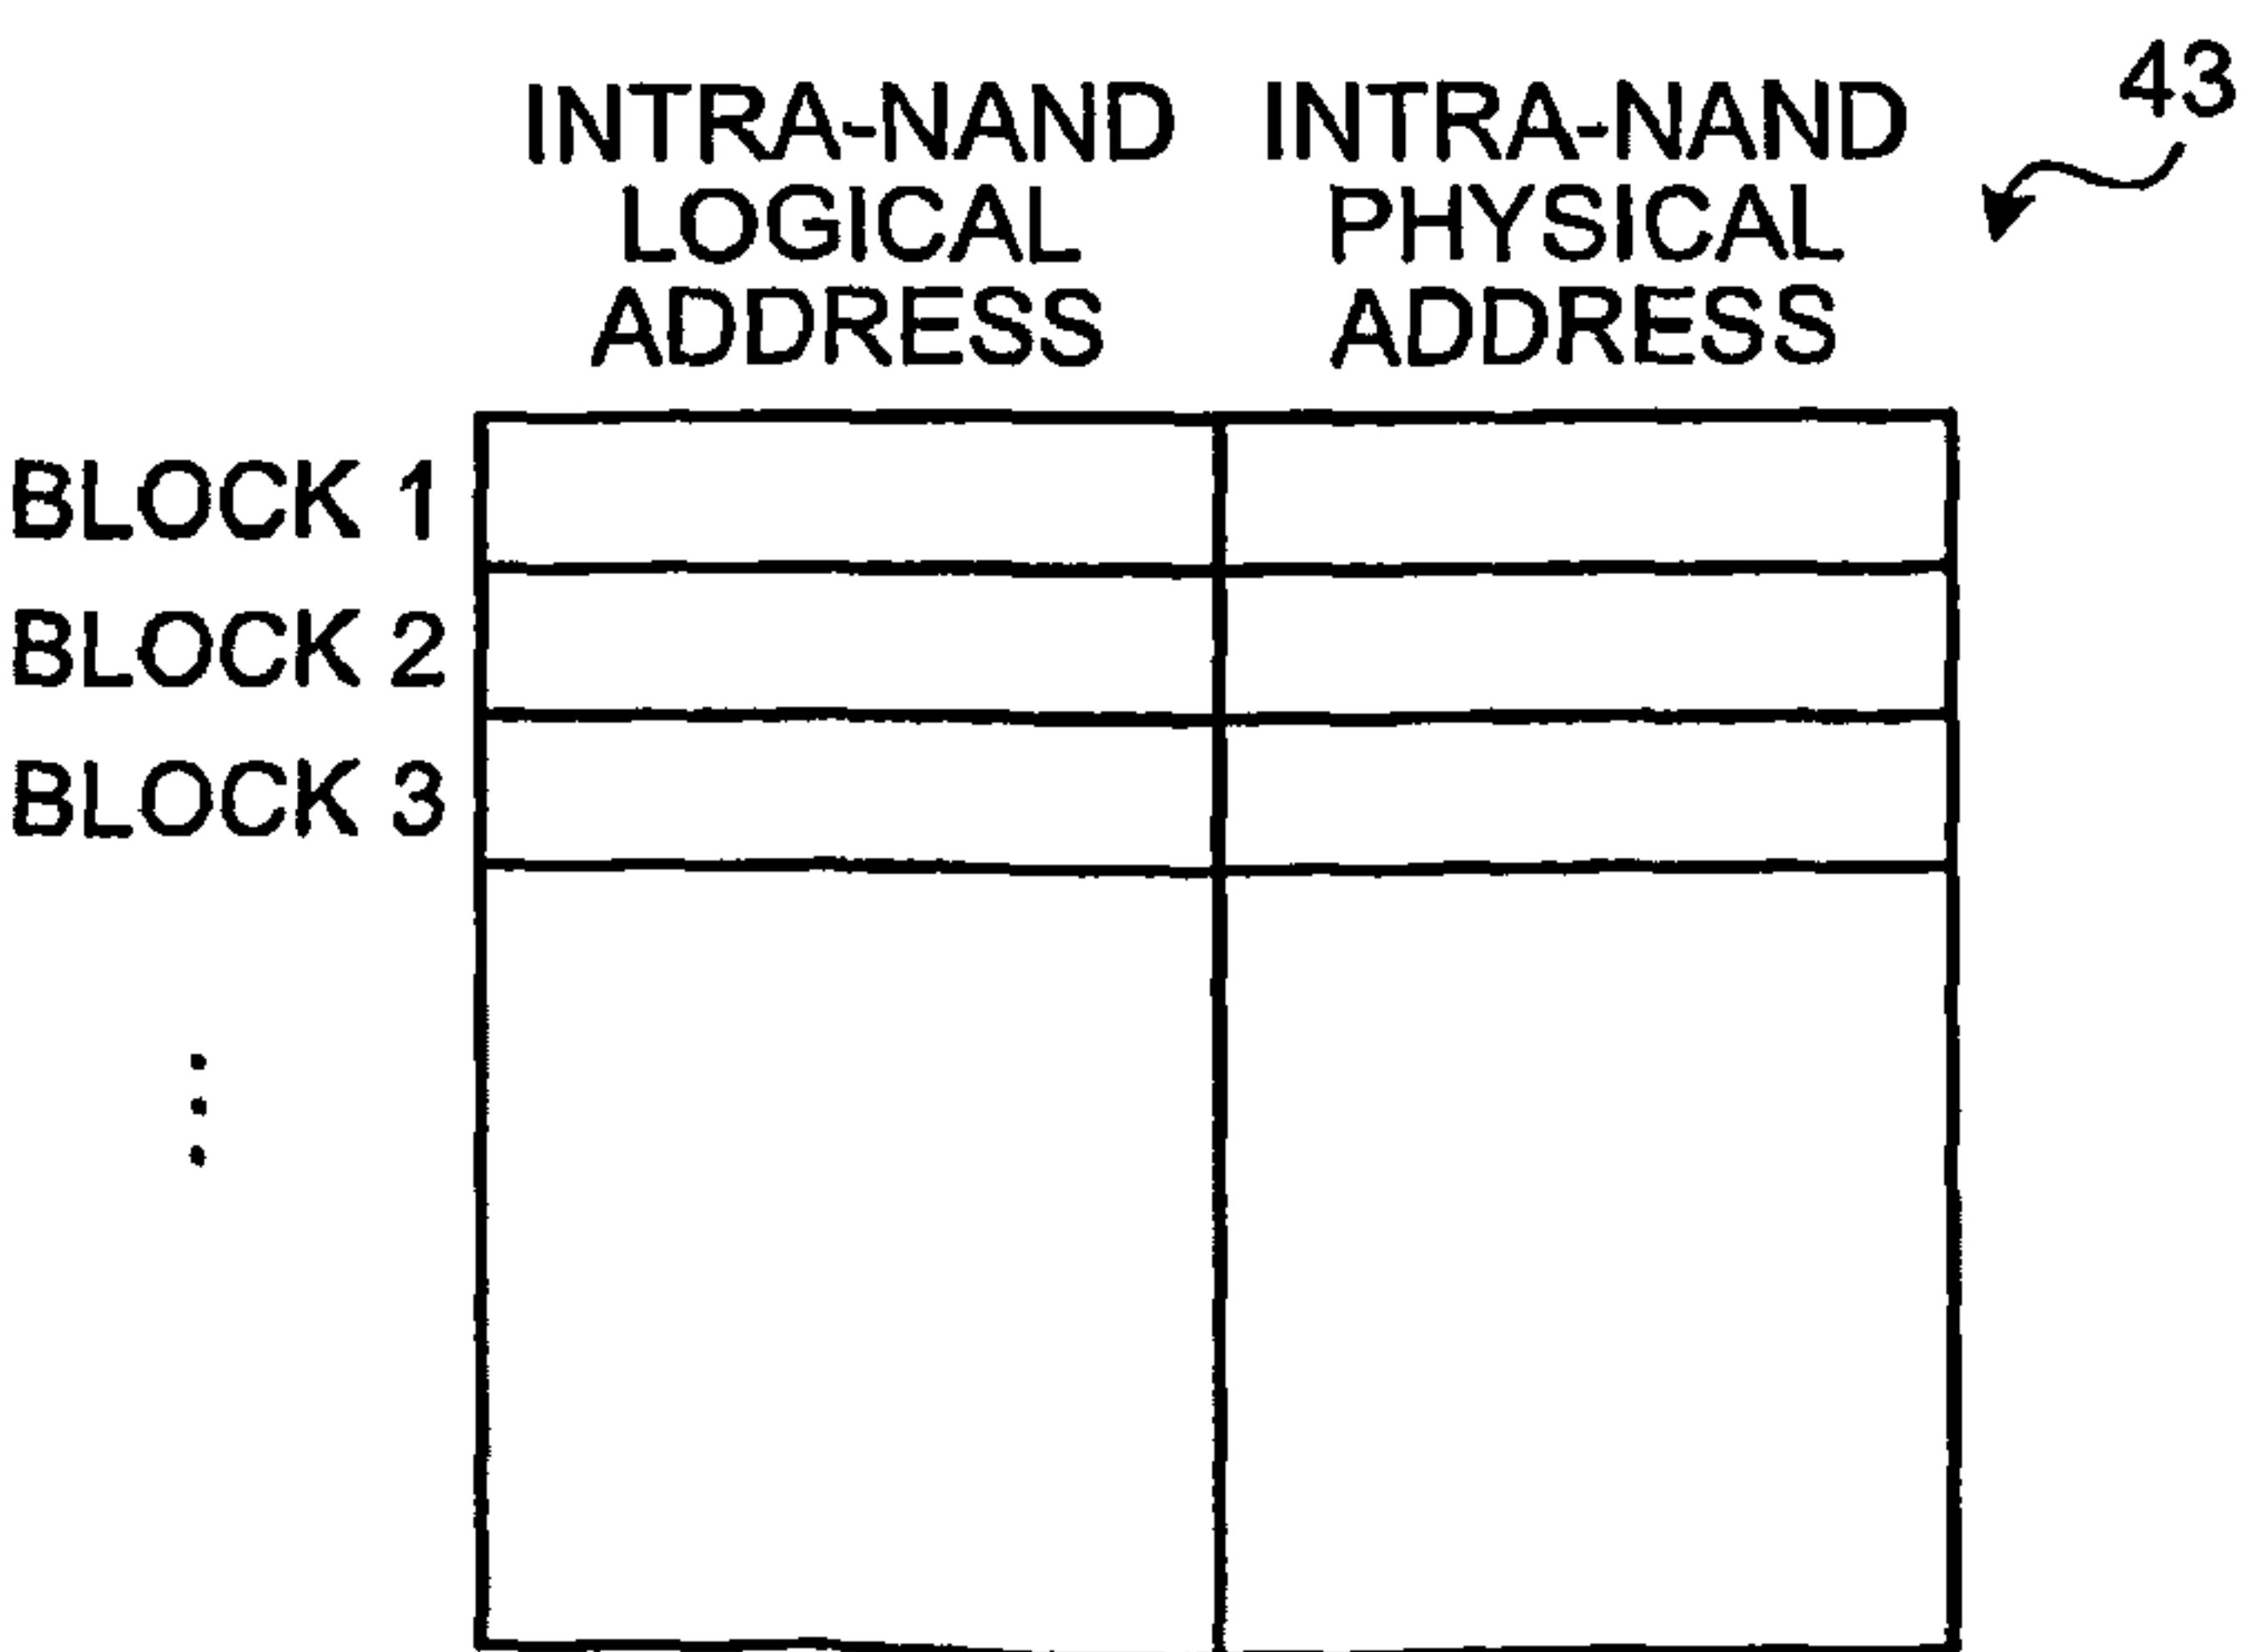 43
INTRA-NAND LOGICAL ADDRESS
INTRA-NAND PHYSICAL ADDRESS
BLOCK 1
BLOCK 2
BLOCK 3